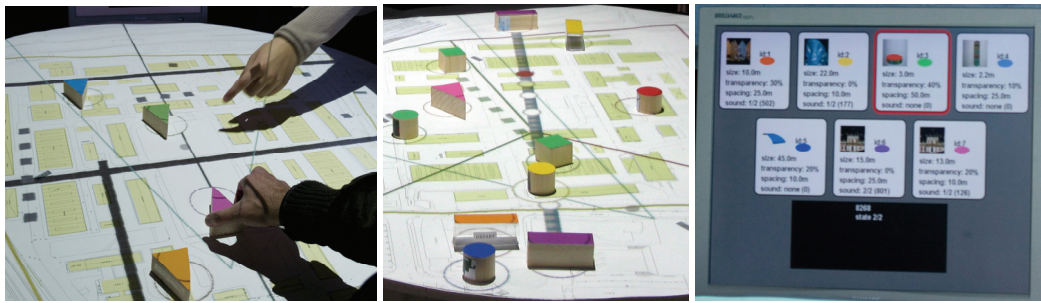 id:1
size: 10.0m
transparency: 30%
spacing: 25.0m
sound: 1/2 (502)
id:2
size: 22.0m
transparency: 0%
spacing: 10.0m
sound: 1/2 (177)
id:3
size: 3.0m
transparency: 40%
spacing: 50.0m
sound: none (0)
id:4
size: 2.2m
transparency: 10%
spacing: 25.0m
sound: none (0)
id:5
size: 45.0m
transparency: 20%
spacing: 10.0m
sound: none (0)
id:6
size: 15.0m
transparency: 0%
spacing: 25.0m
sound: 2/2 (801)
id:7
size: 13.0m
transparency: 20%
spacing: 10.0m
sound: 1/2 (126)
8268
state 2/2